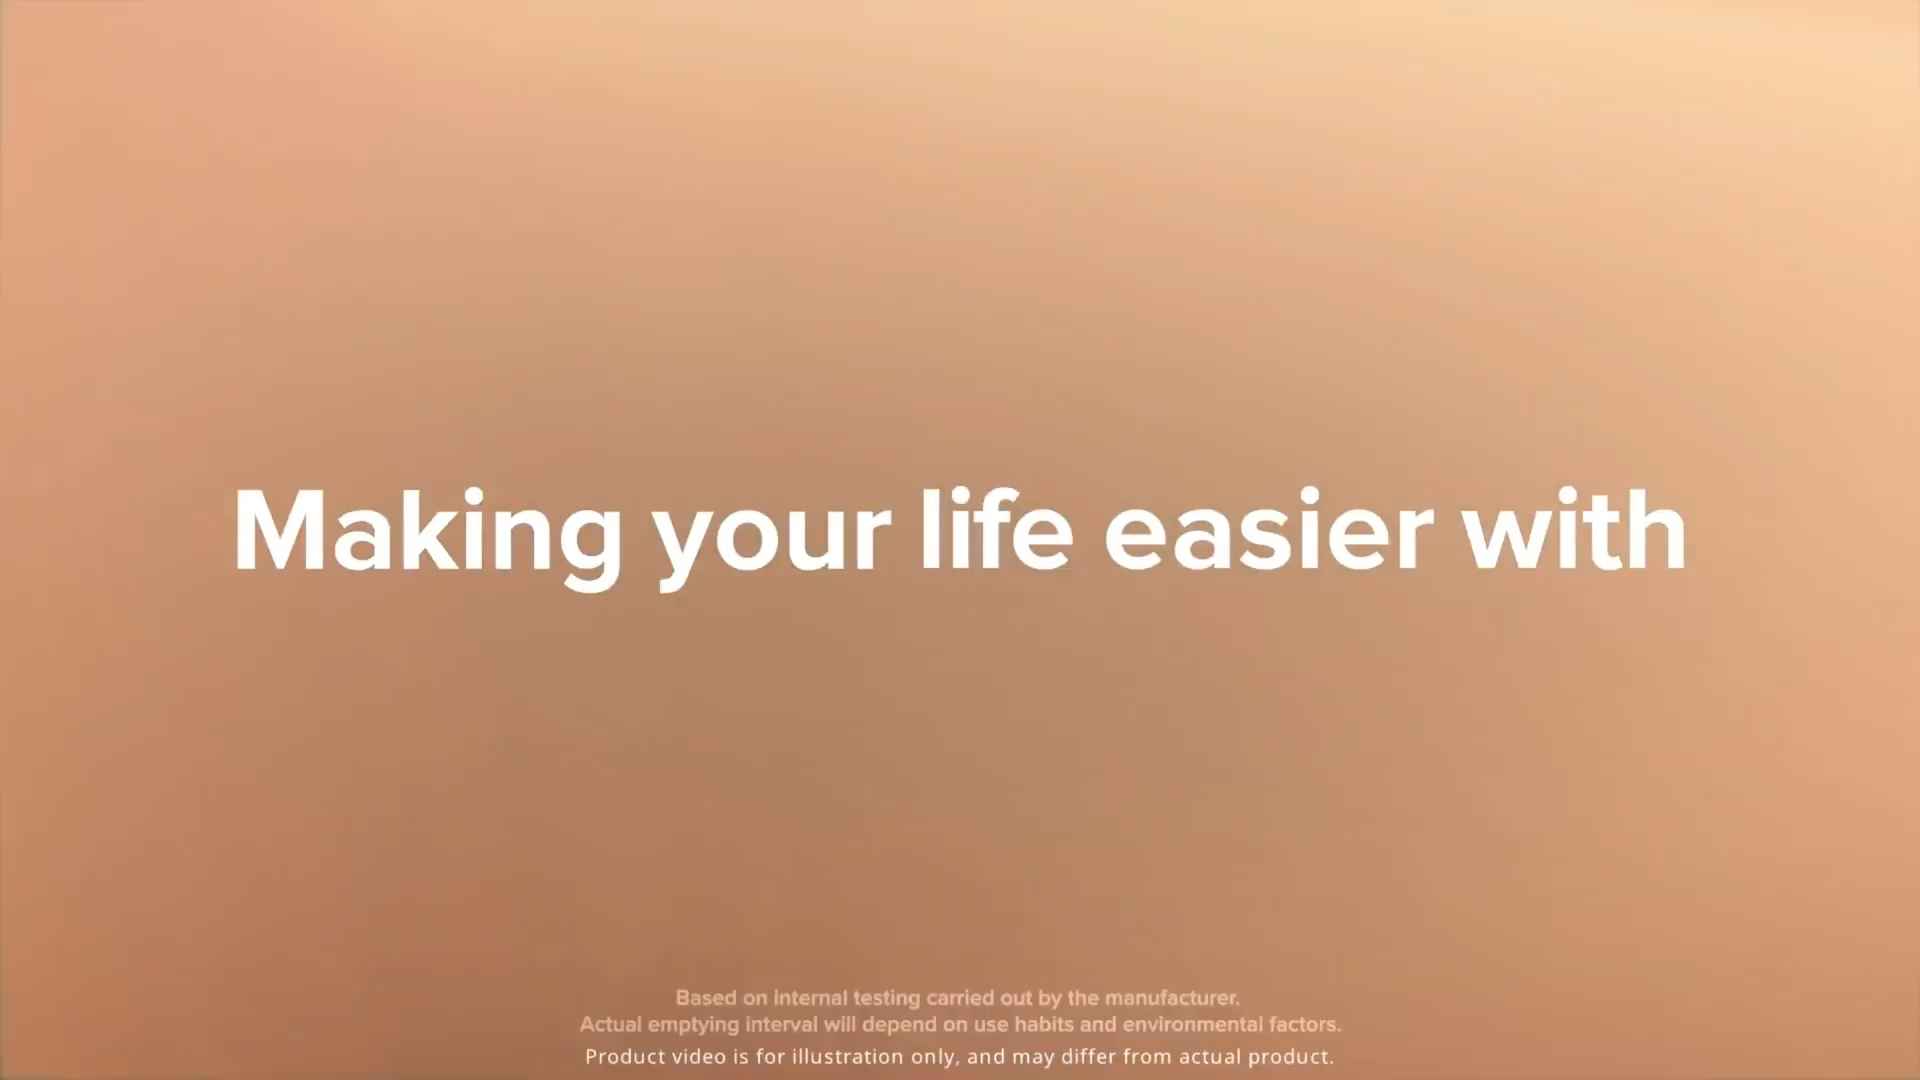 Making your life easier with
Based on internal testing carried out by the manufacturer.
Actual emptying interval will depend on use habits and environmental factors.
Product video is for illustration only, and may differ from actual product.